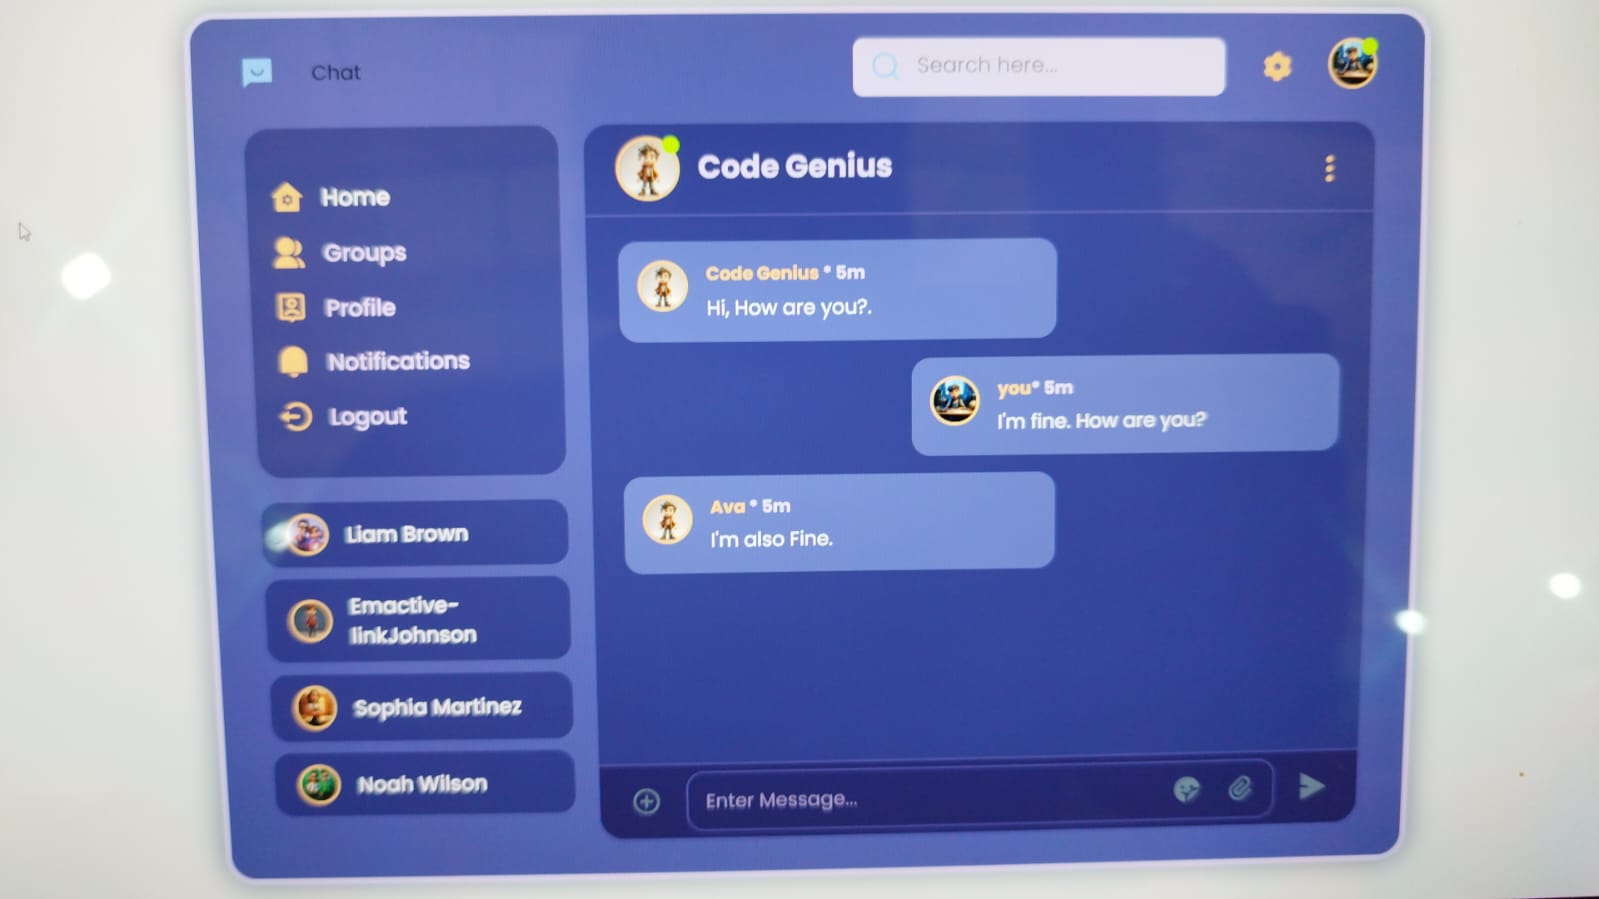 Chat
Search here...
Home
Groups
Profile
Notifications
Logout
Liam Brown
Emactive-
linkJohnson
Sophia Martinez
Noah Wilson
Code Genius
Code Genius * 5m
Hi, How are you?.
you* 5m
I'm fine. How are you?
Ava * 5m
I'm also Fine.
Enter Message...